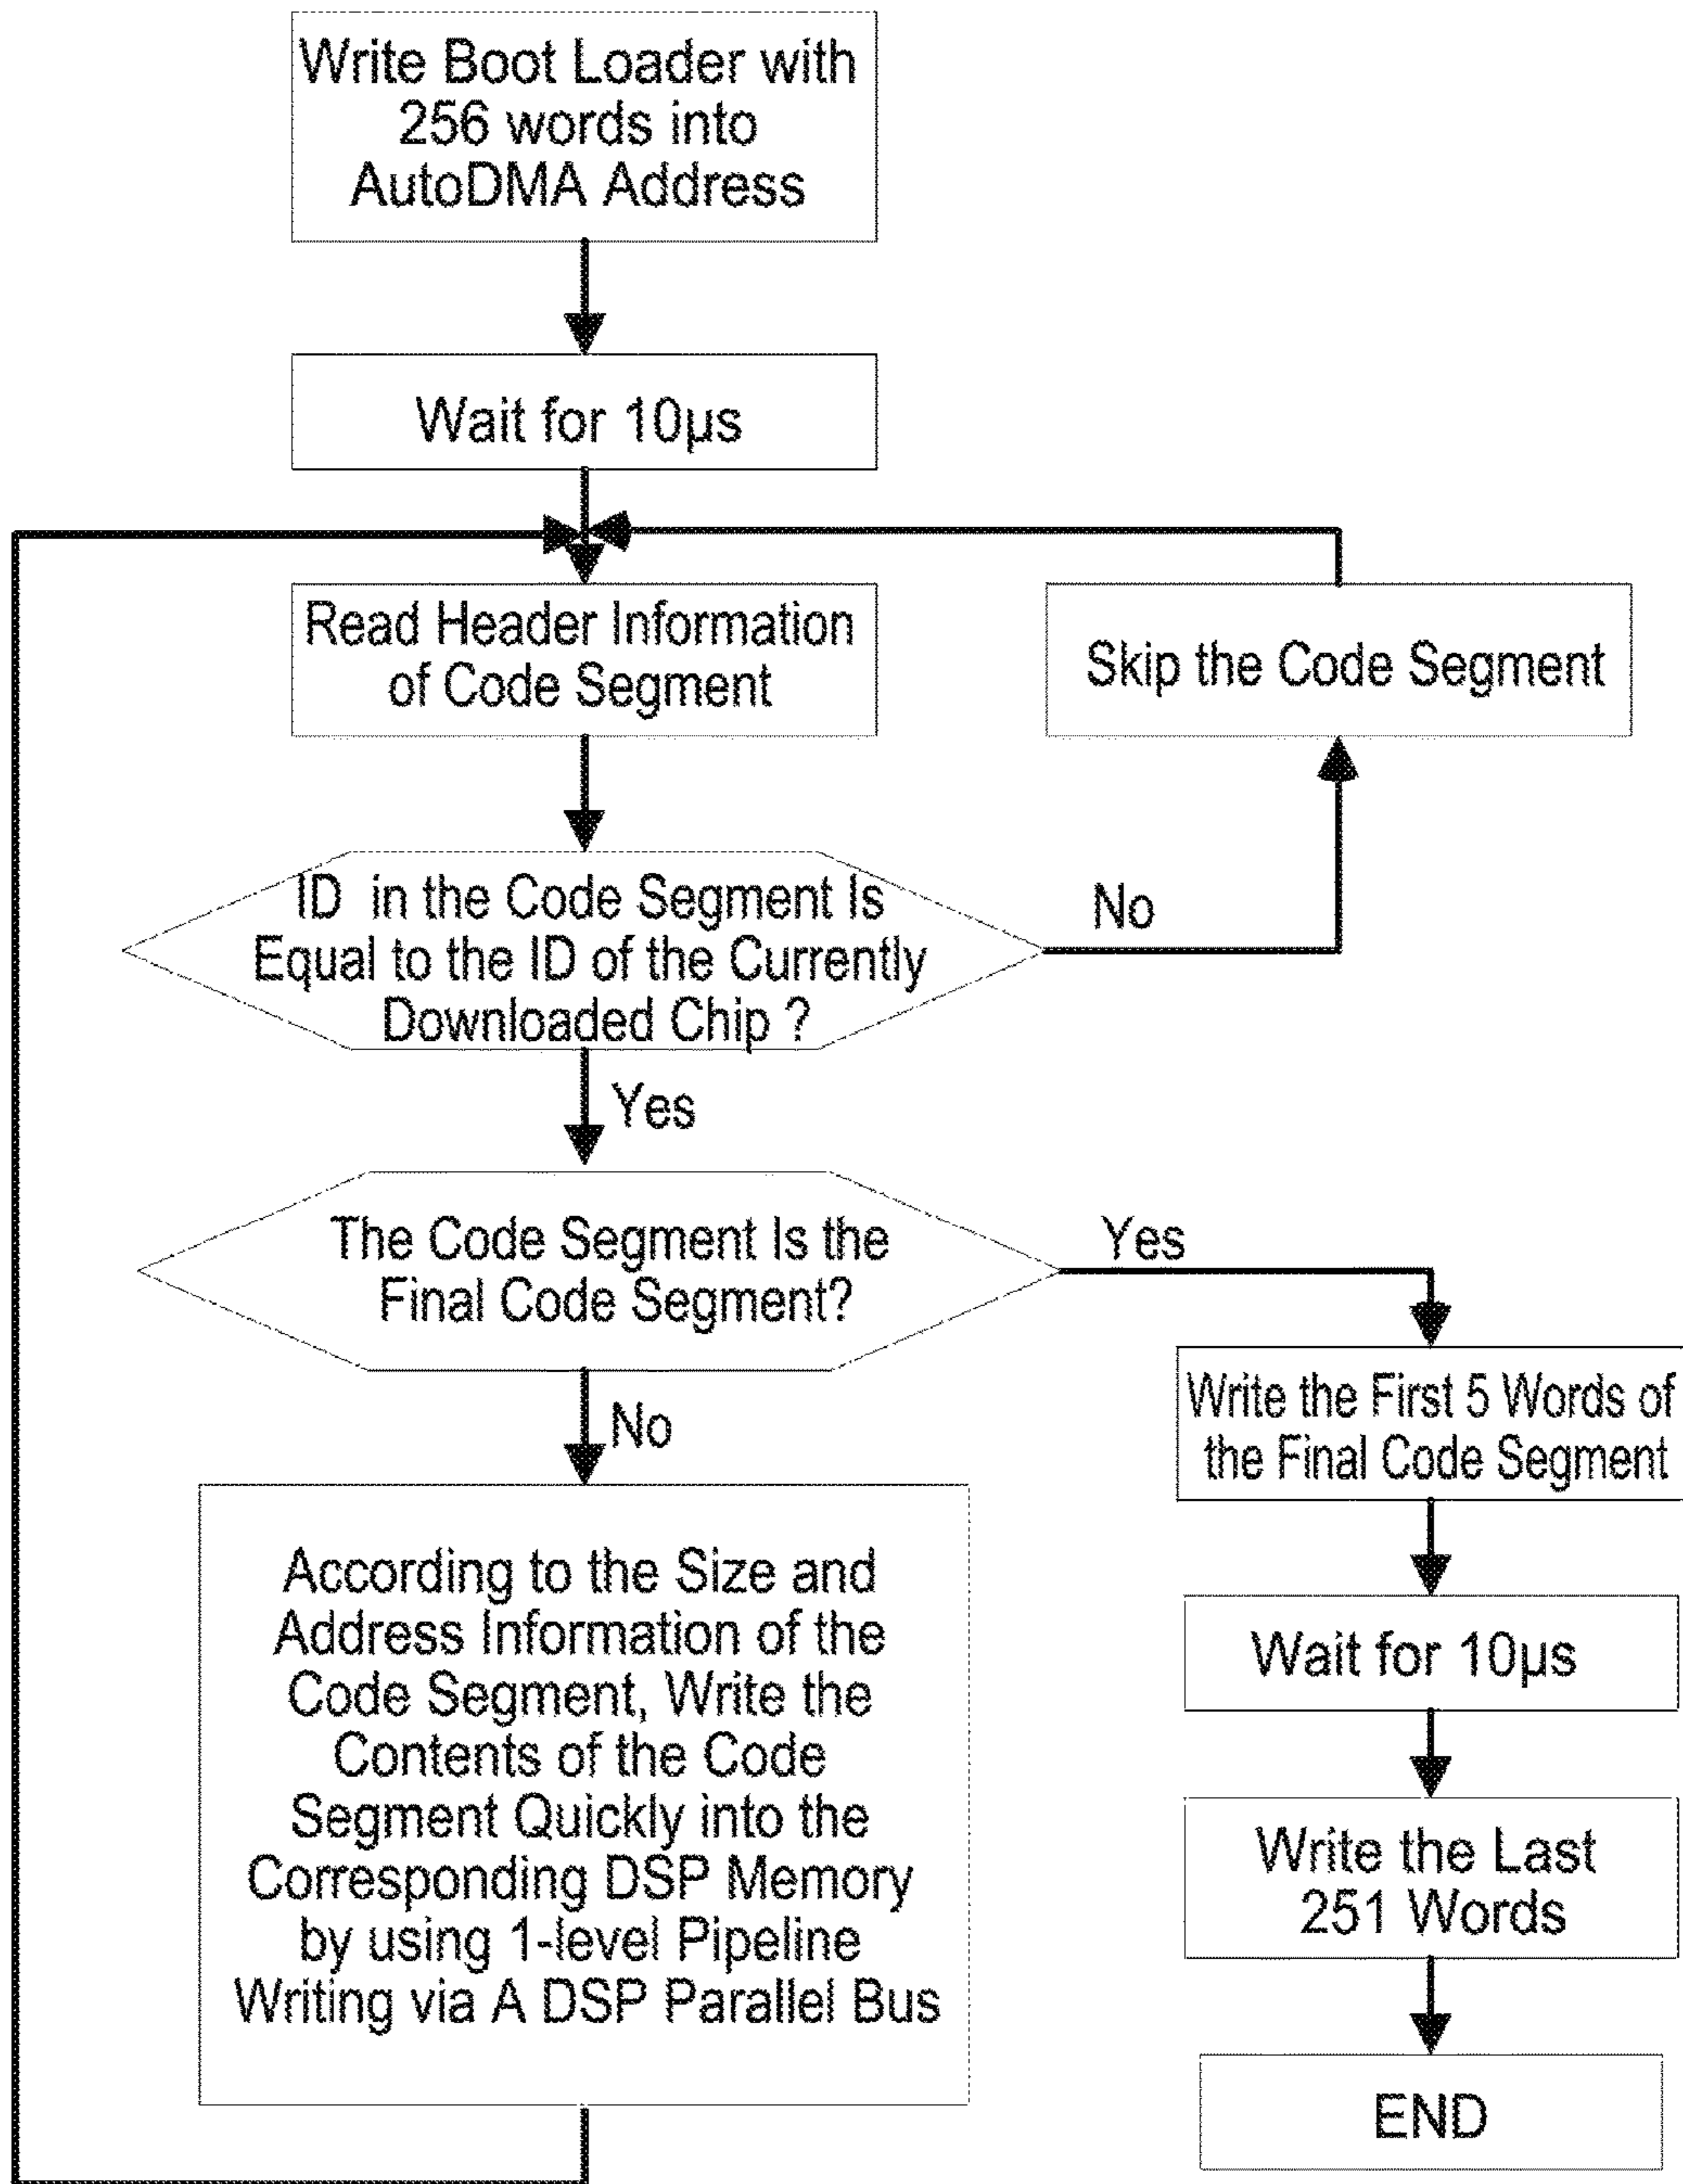 Write Boot Loader with
256 words into
AutoDMA Address
Wait for 10µs
Read Header Information
of Code Segment
Skip the Code Segment
ID in the Code Segment Is
Equal to the ID of the Currently
Downloaded Chip ?
No
Yes
The Code Segment Is the
Final Code Segment?
Yes
No
Write the First 5 Words of
the Final Code Segment
According to the Size and
Address Information of the
Code Segment, Write the
Contents of the Code
Segment Quickly into the
Corresponding DSP Memory
by using 1-level Pipeline
Writing via A DSP Parallel Bus
Wait for 10µs
Write the Last
251 Words
END